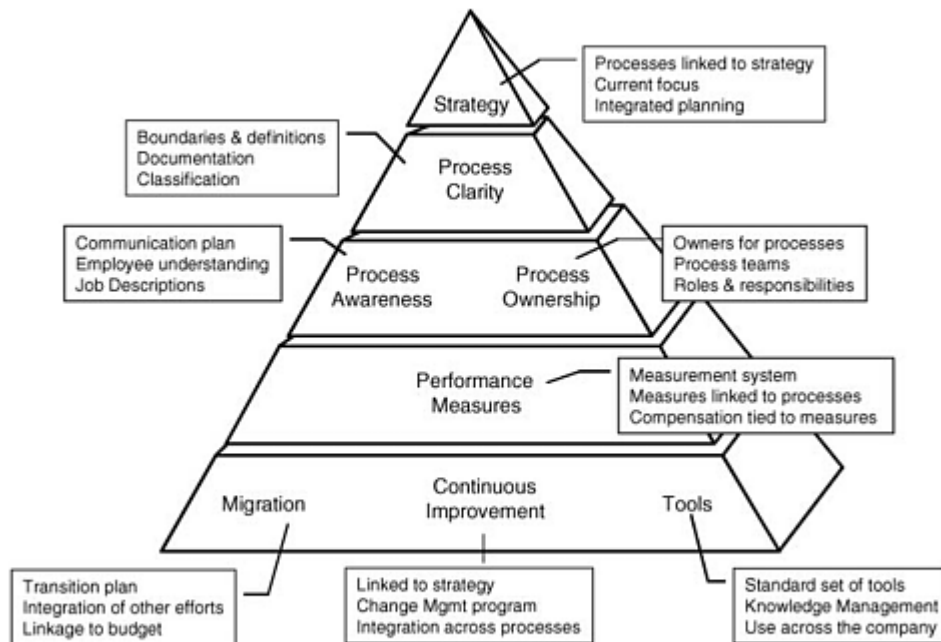 Strategy
Processes linked to strategy
Current focus
Integrated planning
Boundaries & definitions
Documentation
Classification
Process
Clarity
Communication plan
Employee understanding
Job Descriptions
Process
Awareness
Process
Ownership
Owners for processes
Process teams
Roles & responsibilities
Performance
Measures
Measurement system
Measures linked to processes
Compensation tied to measures
Migration
Continuous
Improvement
Tools
Transition plan
Integration of other efforts
Linkage to budget
Linked to strategy
Change Mgmt program
Integration across processes
Standard set of tools
Knowledge Management
Use across the company